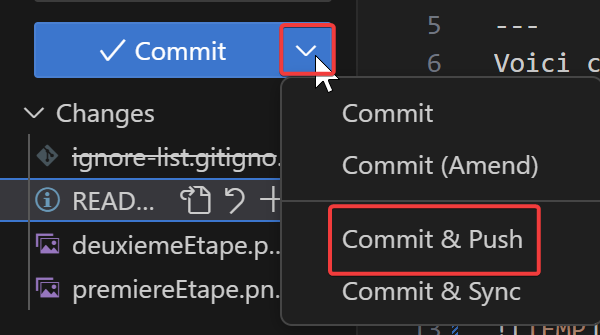 Commit
5 ---
6 Voici c
Changes
ignore-list.gitigno.
READ...
deuxiemeEtape.p...
premiereEtape.pn...
Commit
Commit (Amend)
Commit & Push
Commit & Sync